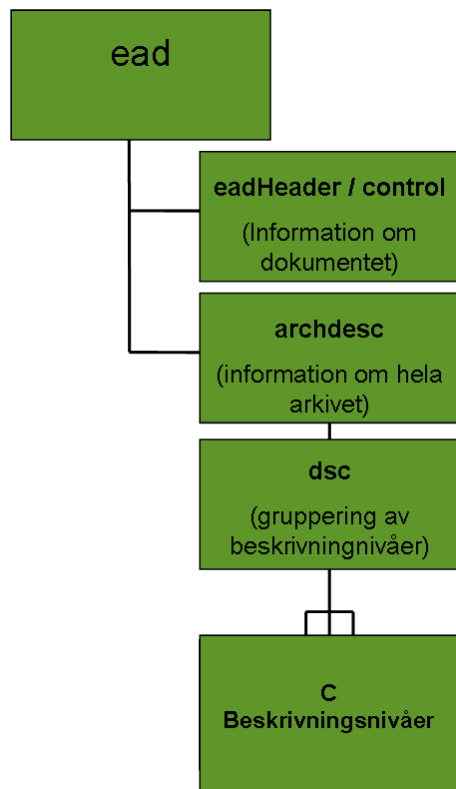 ead
eadHeader / control
(Information om
dokumentet)
archdesc
(information om hela
arkivet)
dsc
(gruppering av
beskrivningnivåer)
C
Beskrivningsnivåer